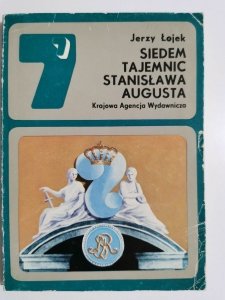 7
Jerzy Łojek
SIEDEM
TAJEMNIC
STANISŁAWA
AUGUSTA
Krajowa Agencja Wydawnicza